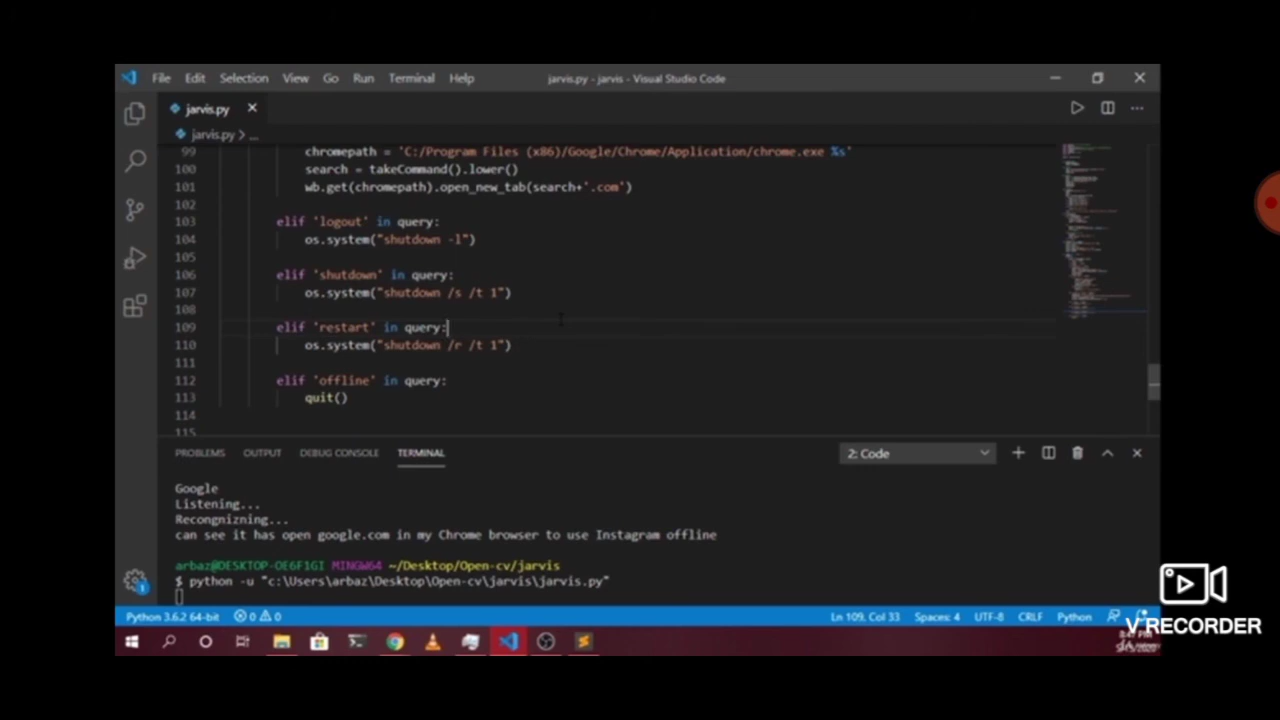 File Edit Selection View Go Run Terminal Help jarvis.py - jarvis - Visual Studio Code
jarvis.py
jarvis.py > ...
99 chromepath = 'C:/Program Files (x86)/Google/Chrome/Application/chrome.exe %s'
100 search = takeCommand().lower()
101 wb.get(chromepath).open_new_tab(search+'.com')
102
103 elif 'logout' in query:
104 os.system("shutdown -l")
105
106 elif 'shutdown' in query:
107 os.system("shutdown /s /t 1")
108
109 elif 'restart' in query:
110 os.system("shutdown /r /t 1")
111
112 elif 'offline' in query:
113 quit()
114
115
PROBLEMS OUTPUT DEBUG CONSOLE TERMINAL 2: Code
Google
Listening...
Recongnizning...
can see it has open google.com in my Chrome browser to use Instagram offline
arbaz@DESKTOP-OE6F1GI MINGW64 ~/Desktop/Open-cv/jarvis
$ python -u "c:\Users\arbaz\Desktop\Open-cv\jarvis\jarvis.py"
1
Python 3.6.2 64-bit 0 0 Ln 109, Col 33 Spaces: 4 UTF-8 CRLF Python
V RECORDER